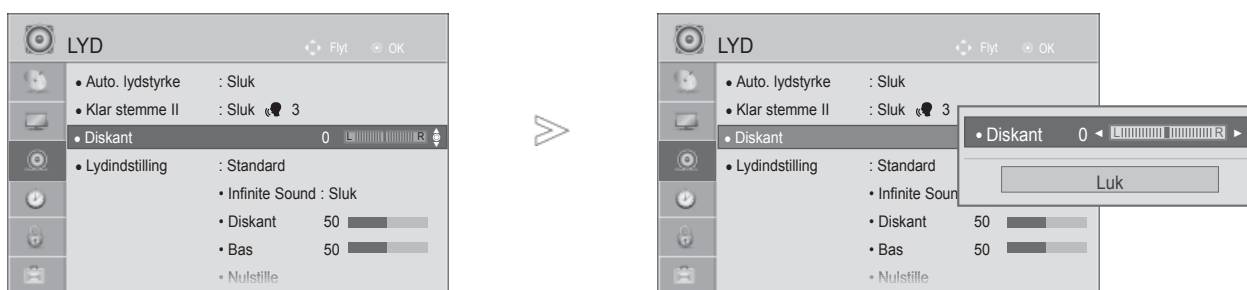 LYD Flyt OK
• Auto. lydstyrke : Sluk
• Klar stemme II : Sluk 3
• Diskant 0 L R
• Lydindstilling : Standard
• Infinite Sound : Sluk
• Diskant 50
• Bas 50
• Nulstille
LYD Flyt OK
• Auto. lydstyrke : Sluk
• Klar stemme II : Sluk 3
• Diskant
• Lydindstilling : Standard
• Infinite Soun
• Diskant 50
• Bas 50
• Nulstille
• Diskant 0 ◄ L R ►
Luk